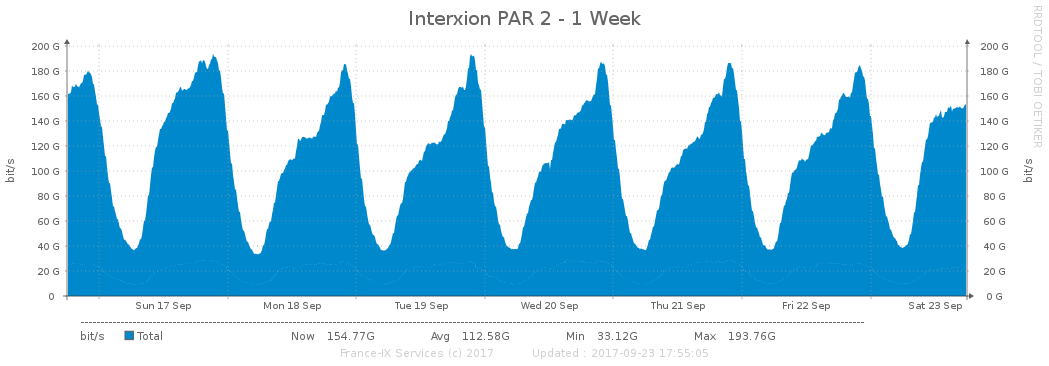 Interxion PAR 2 - 1 Week
RRDTOOL / TOBI OETIKER
200 G 200 G
180 G 180 G
160 G 160 G
140 G 140 G
120 G 120 G
100 G 100 G
80 G 80 G
60 G 60 G
40 G 40 G
20 G 20 G
0 0 G
bit/s bit/s
Sun 17 Sep Mon 18 Sep Tue 19 Sep Wed 20 Sep Thu 21 Sep Fri 22 Sep Sat 23 Sep
bit/s Total Now 154.77G Avg 112.58G Min 33.12G Max 193.76G
France-IX Services (c) 2017 Updated : 2017-09-23 17:55:05